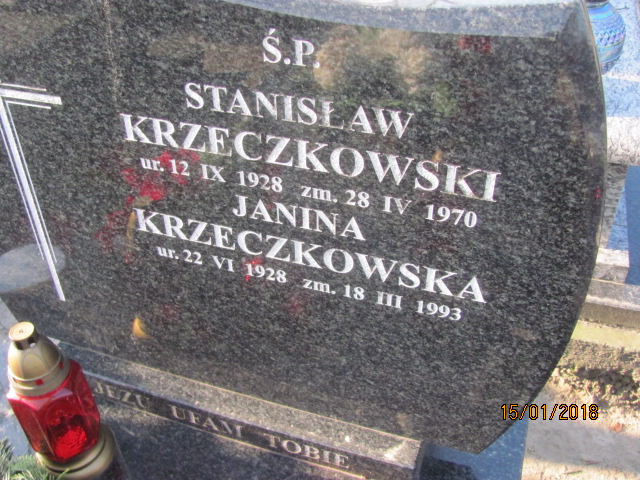 Ś.P.
STANISŁAW
KRZECZKOWSKI
ur. 12 IX 1928 zm. 28 IV 1970
JANINA
KRZECZKOWSKA
ur. 22 VI 1928 zm. 18 III 1993
UFAM TOBIE
15/01/2018